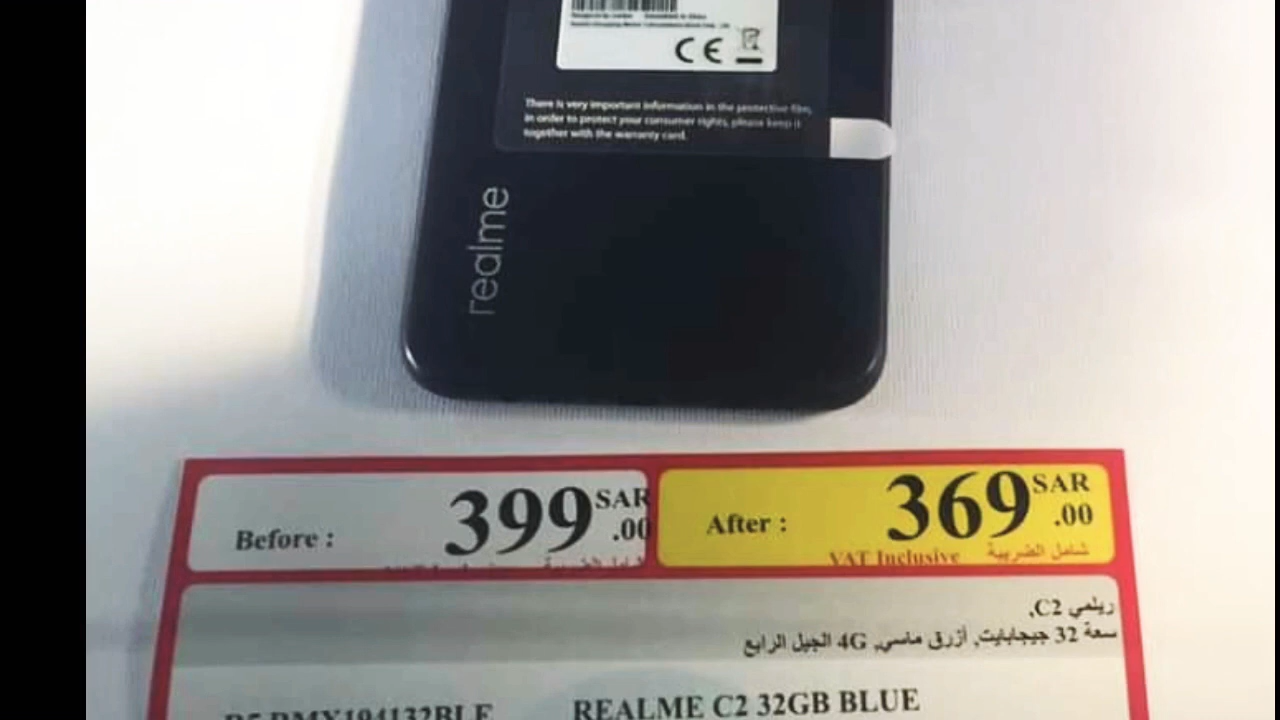 CE
There is very important information in the protective film,
in order to protect your consumer rights, please keep it
together with the warranty card.
realme
Before : 399 SAR .00
After : 369 SAR .00
VAT Inclusive شامل الضريبة
ريلمي C2,
سعة 32 جيجابايت, أزرق ماسي, 4G الجيل الرابع
REALME C2 32GB BLUE